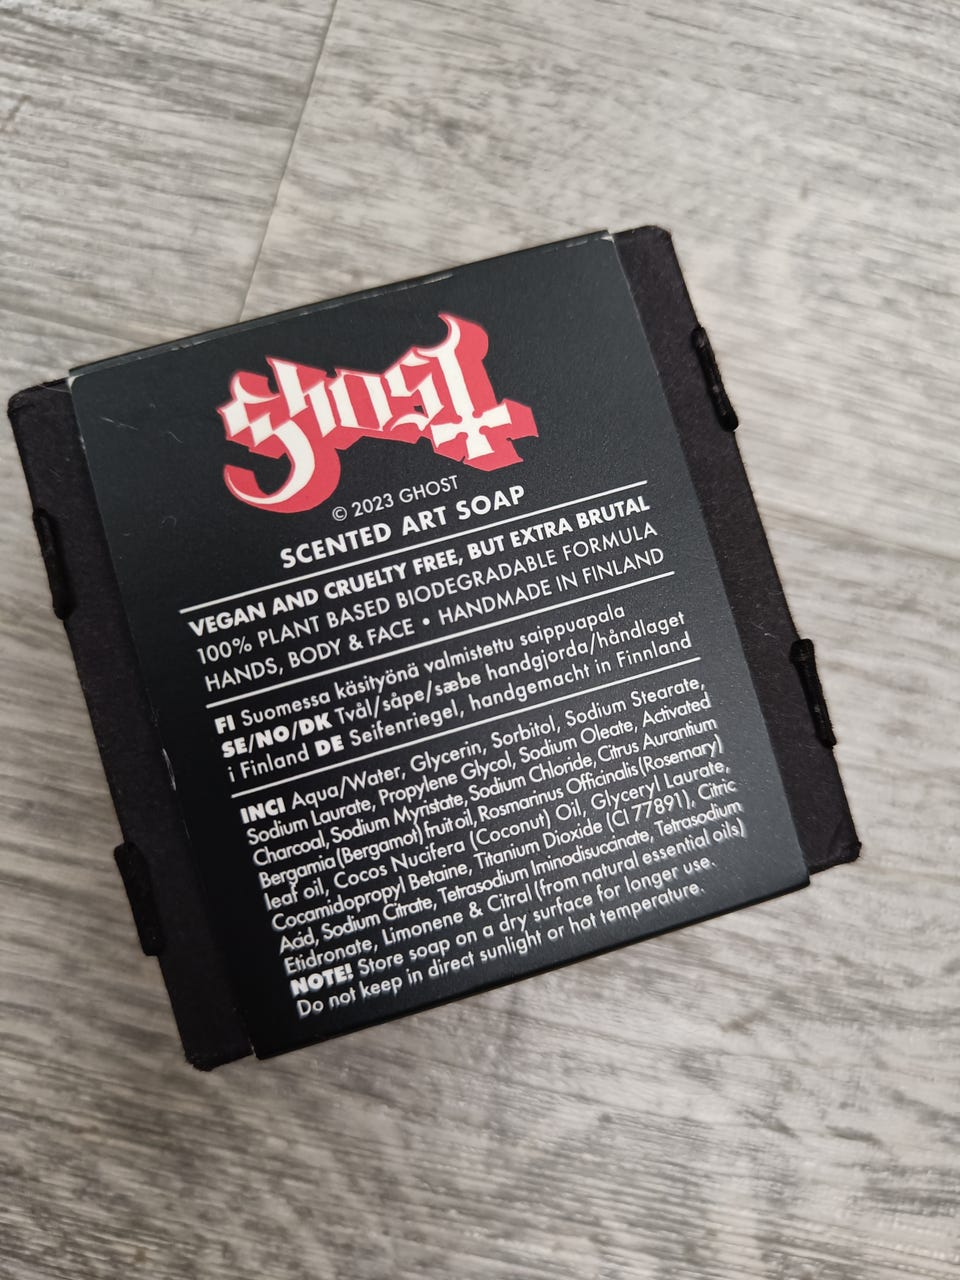 Ghost
© 2023 GHOST
SCENTED ART SOAP
VEGAN AND CRUELTY FREE, BUT EXTRA BRUTAL
100% PLANT BASED BIODEGRADABLE FORMULA
HANDS, BODY & FACE • HANDMADE IN FINLAND
FI Suomessa käsityönä valmistettu saippuapala
SE/NO/DK Tvål/såpe/sæbe handgjorda/håndlaget
i Finland DE Seifenriegel, handgemacht in Finnland
INCI Aqua/Water, Glycerin, Sorbitol, Sodium Stearate,
Sodium Laurate, Propylene Glycol, Sodium Oleate, Activated
Charcoal, Sodium Myristate, Sodium Chloride, Citrus Aurantium
Bergamia (Bergamot) fruit oil, Rosmarinus Officinalis (Rosemary)
leaf oil, Cocos Nucifera (Coconut) Oil, Glyceryl Laurate,
Cocamidopropyl Betaine, Titanium Dioxide (CI 77891), Citric
Acid, Sodium Citrate, Tetrasodium Iminodisuccinate, Tetrasodium
Etidronate, Limonene & Citral (from natural essential oils)
NOTE! Store soap on a dry surface for longer use.
Do not keep in direct sunlight or hot temperature.